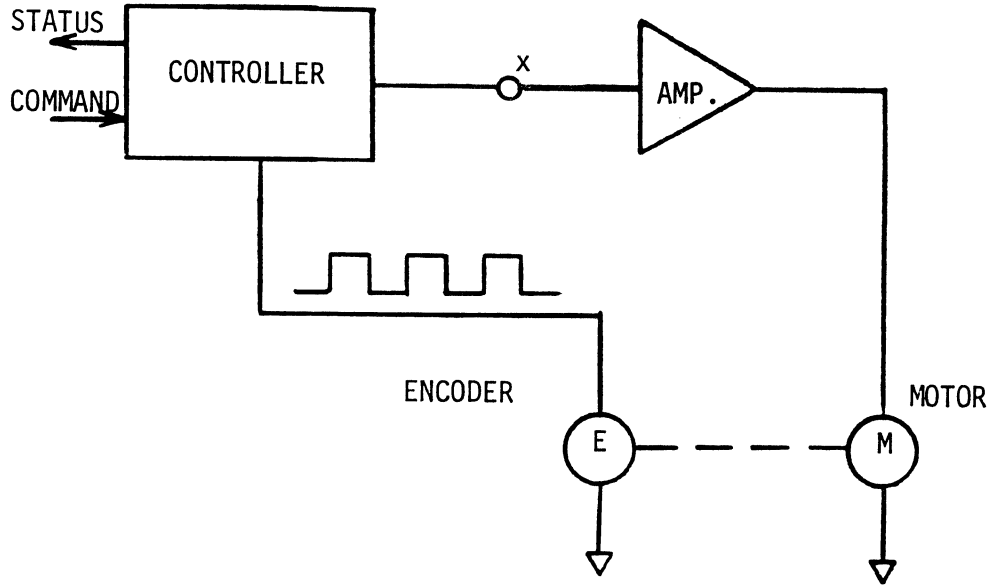 STATUS
CONTROLLER
X
COMMAND
AMP.
ENCODER
MOTOR
E
M